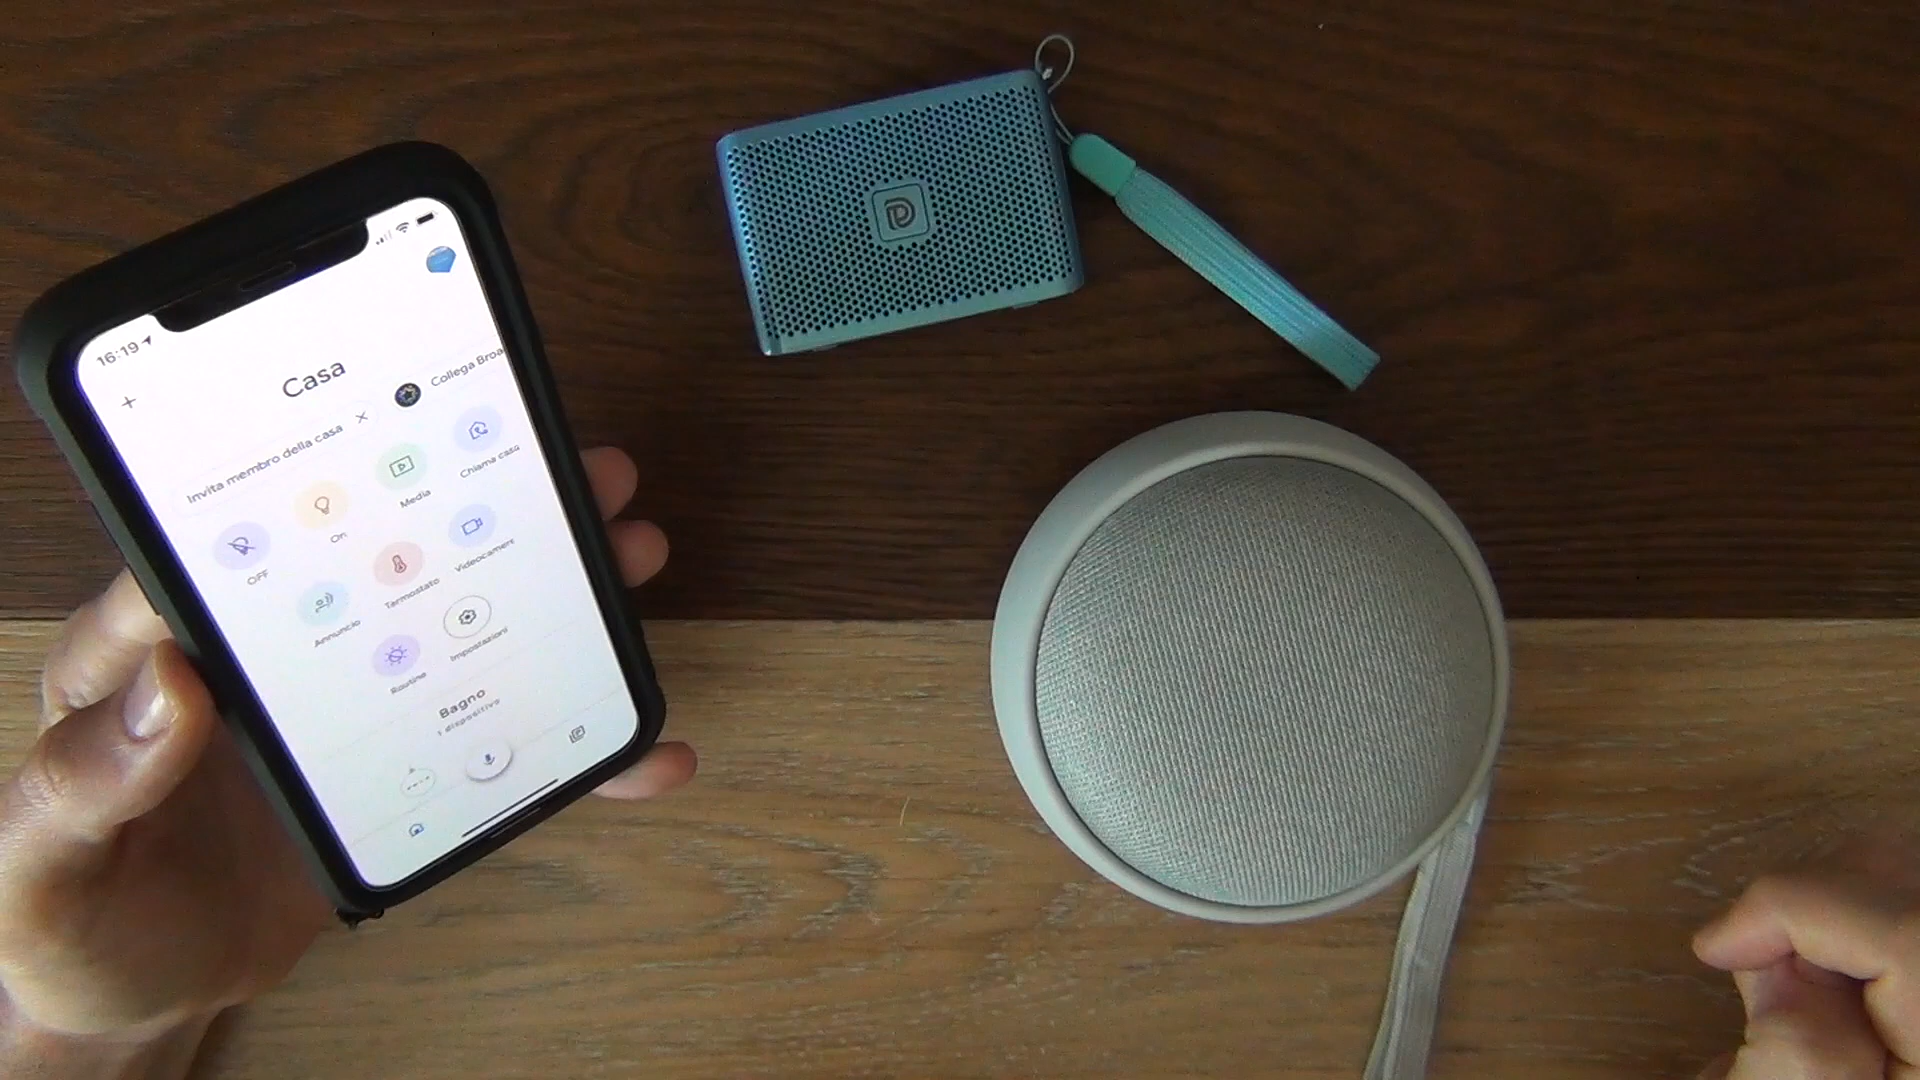 16:19
Casa
Invita membro della casa
Collega Broa
OFF
On
Media
Chiama casa
Annuncio
Termostato
Videocamere
Routine
Impostazioni
Bagno
1 dispositivo